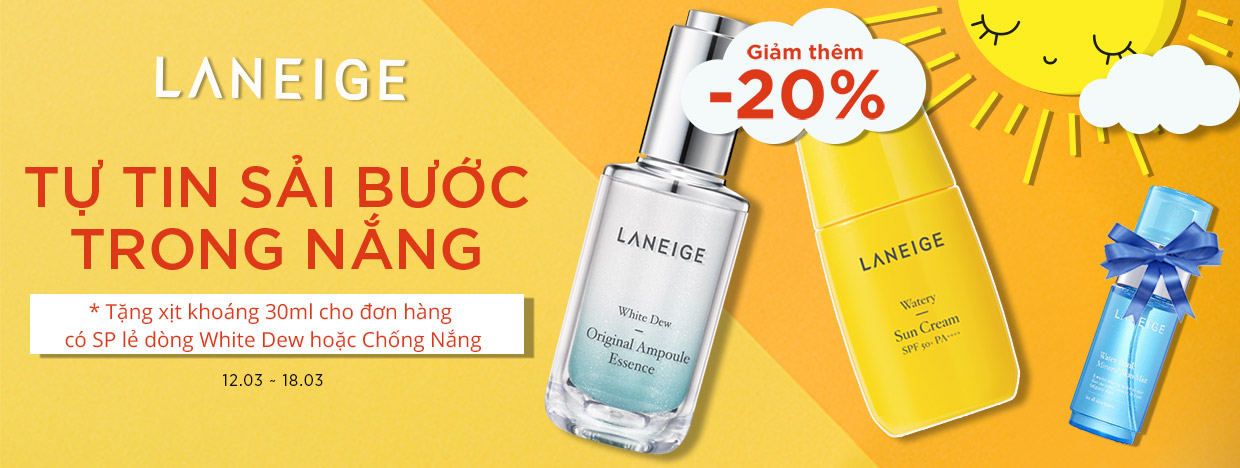 LANEIGE
TỰ TIN SẢI BƯỚC
TRONG NẮNG
* Tặng xịt khoáng 30ml cho đơn hàng
có SP lẻ dòng White Dew hoặc Chống Nắng
12.03 ~ 18.03
Giảm thêm
-20%
LANEIGE
White Dew
Original Ampoule
Essence
LANEIGE
Watery
Sun Cream
SPF 50+ PA++++
LANEIGE
Water Bank